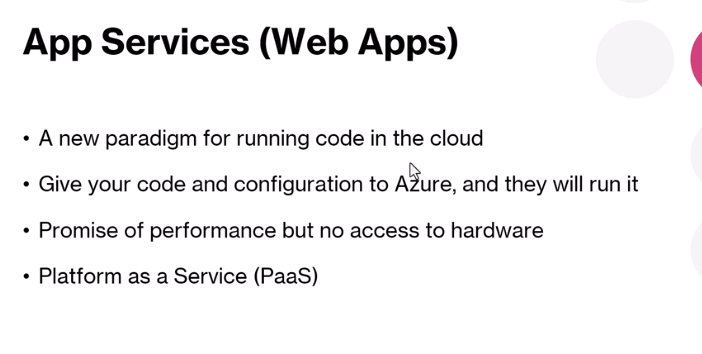 App Services (Web Apps)
• A new paradigm for running code in the cloud
• Give your code and configuration to Azure, and they will run it
• Promise of performance but no access to hardware
• Platform as a Service (PaaS)